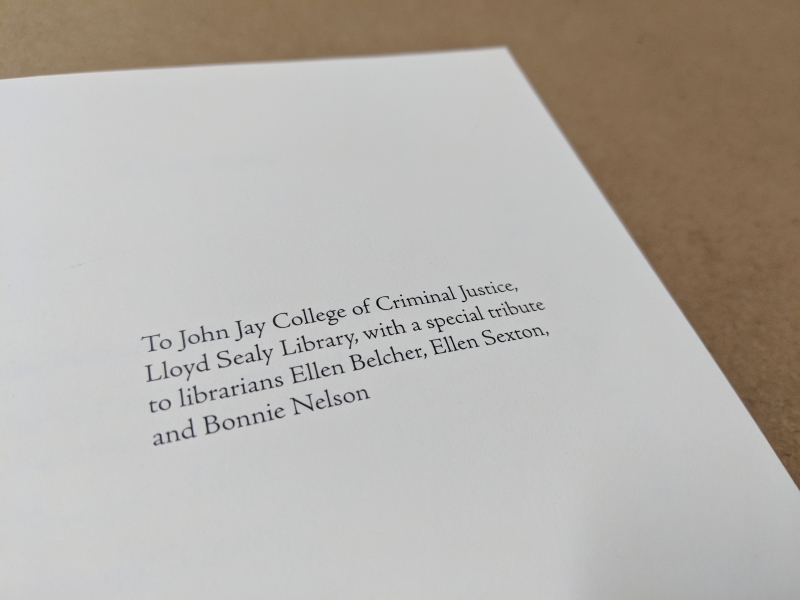 To John Jay College of Criminal Justice,
Lloyd Sealy Library, with a special tribute
to librarians Ellen Belcher, Ellen Sexton,
and Bonnie Nelson